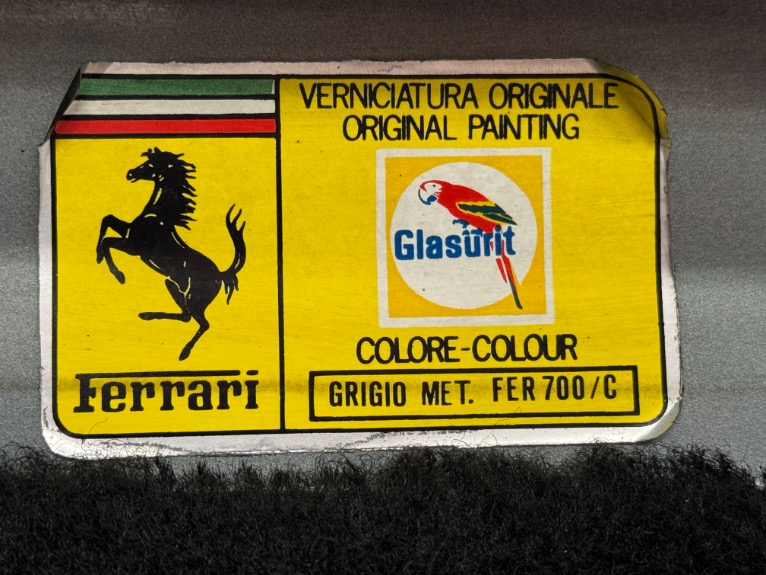 VERNICIATURA ORIGINALE
ORIGINAL PAINTING
Glasurit
COLORE-COLOUR
GRIGIO MET. FER 700/C
Ferrari